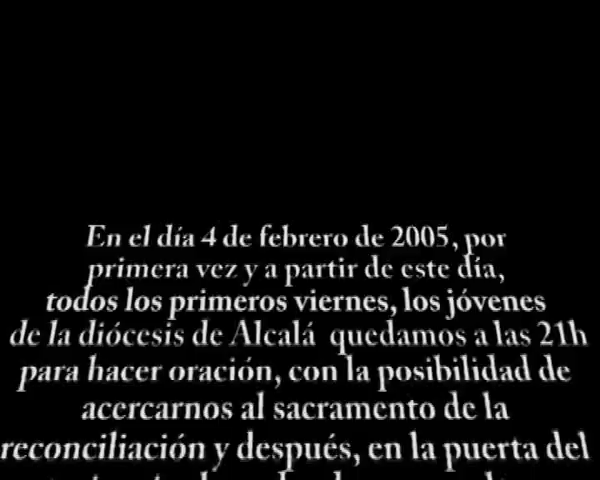 En el día 4 de febrero de 2005, por
primera vez y a partir de este día,
todos los primeros viernes, los jóvenes
de la diócesis de Alcalá quedamos a las 21h
para hacer oración, con la posibilidad de
acercarnos al sacramento de la
reconciliación y después, en la puerta del